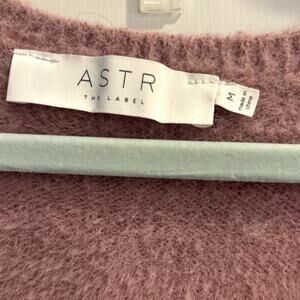 ASTR
THE LABEL
M
made in
china